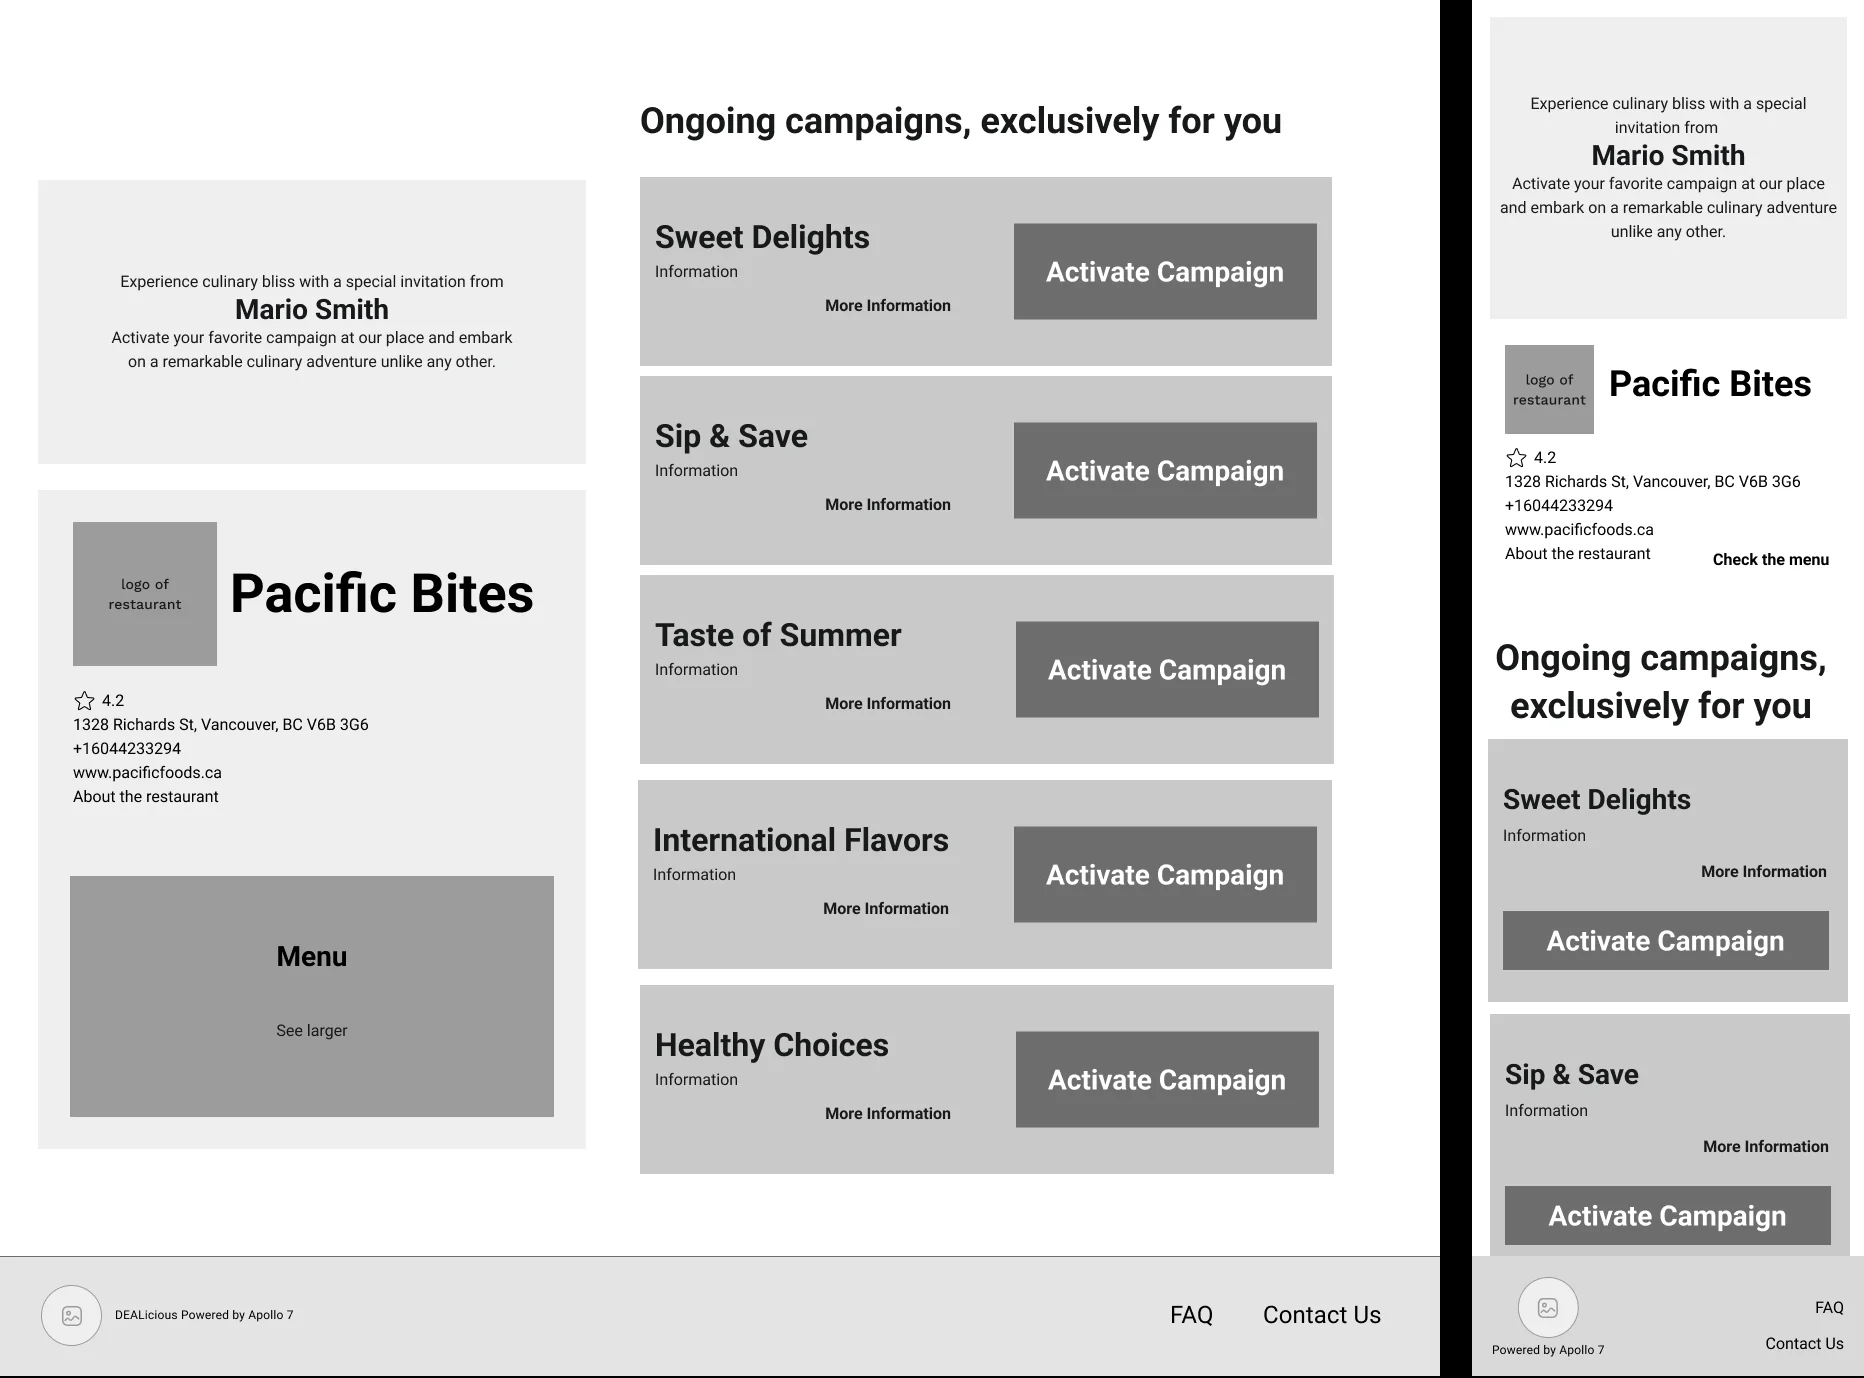 Experience culinary bliss with a special invitation from
Mario Smith
Activate your favorite campaign at our place and embark
on a remarkable culinary adventure unlike any other.
logo of
restaurant
Pacific Bites
4.2
1328 Richards St, Vancouver, BC V6B 3G6
+16044233294
www.pacificfoods.ca
About the restaurant
Menu
See larger
Ongoing campaigns, exclusively for you
Sweet Delights
Information
More Information
Activate Campaign
Sip & Save
Information
More Information
Activate Campaign
Taste of Summer
Information
More Information
Activate Campaign
International Flavors
Information
More Information
Activate Campaign
Healthy Choices
Information
More Information
Activate Campaign
DEALicious Powered by Apollo 7
FAQ
Contact Us
Experience culinary bliss with a special
invitation from
Mario Smith
Activate your favorite campaign at our place
and embark on a remarkable culinary adventure
unlike any other.
logo of
restaurant
Pacific Bites
4.2
1328 Richards St, Vancouver, BC V6B 3G6
+16044233294
www.pacificfoods.ca
About the restaurant
Check the menu
Ongoing campaigns,
exclusively for you
Sweet Delights
Information
More Information
Activate Campaign
Sip & Save
Information
More Information
Activate Campaign
Powered by Apollo 7
FAQ
Contact Us